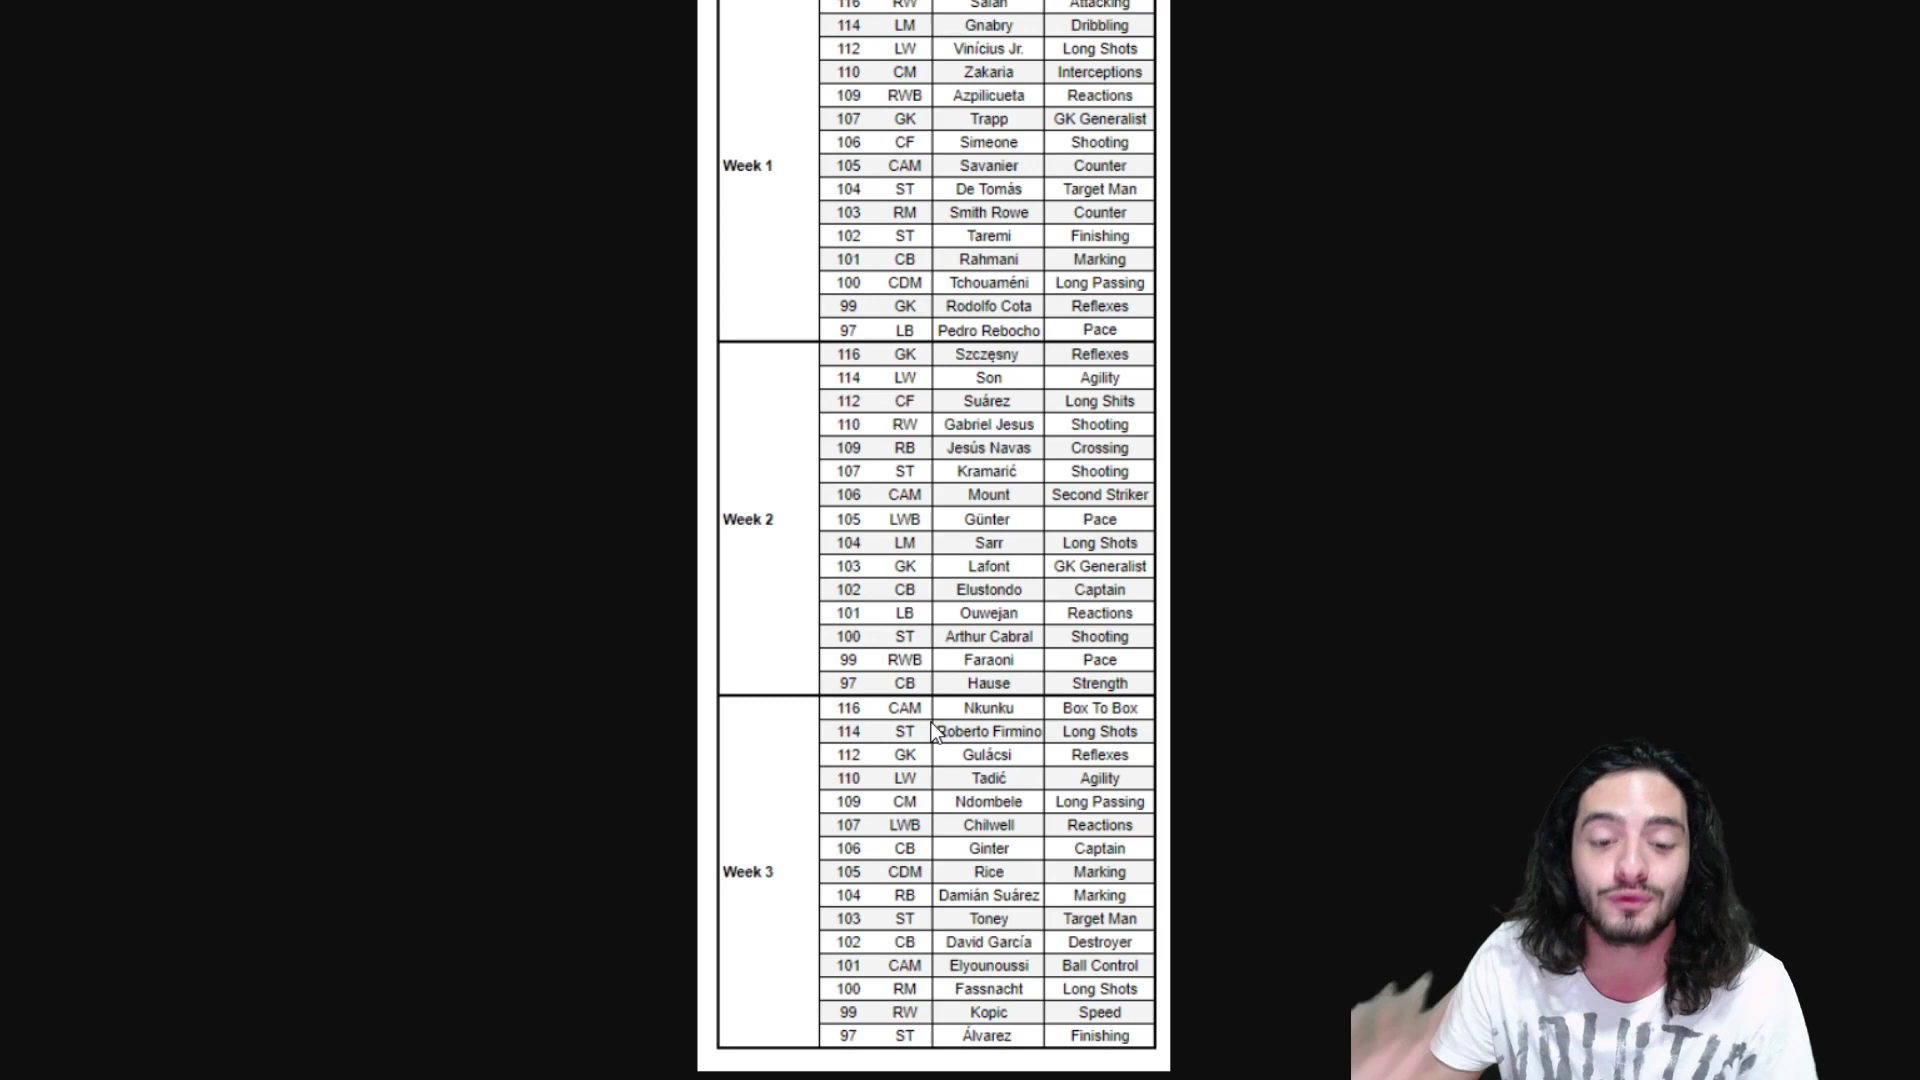 116 RW Salah Attacking
114 LM Gnabry Dribbling
112 LW Vinícius Jr. Long Shots
110 CM Zakaria Interceptions
109 RWB Azpilicueta Reactions
107 GK Trapp GK Generalist
106 CF Simeone Shooting
Week 1 105 CAM Savanier Counter
104 ST De Tomás Target Man
103 RM Smith Rowe Counter
102 ST Taremi Finishing
101 CB Rahmani Marking
100 CDM Tchouaméni Long Passing
99 GK Rodolfo Cota Reflexes
97 LB Pedro Rebocho Pace
116 GK Szczęsny Reflexes
114 LW Son Agility
112 CF Suárez Long Shits
110 RW Gabriel Jesus Shooting
109 RB Jesús Navas Crossing
107 ST Kramarić Shooting
106 CAM Mount Second Striker
Week 2 105 LWB Günter Pace
104 LM Sarr Long Shots
103 GK Lafont GK Generalist
102 CB Elustondo Captain
101 LB Ouwejan Reactions
100 ST Arthur Cabral Shooting
99 RWB Faraoni Pace
97 CB Hause Strength
116 CAM Nkunku Box To Box
114 ST Roberto Firmino Long Shots
112 GK Gulácsi Reflexes
110 LW Tadić Agility
109 CM Ndombele Long Passing
107 LWB Chilwell Reactions
106 CB Ginter Captain
Week 3 105 CDM Rice Marking
104 RB Damián Suárez Marking
103 ST Toney Target Man
102 CB David García Destroyer
101 CAM Elyounoussi Ball Control
100 RM Fassnacht Long Shots
99 RW Kopic Speed
97 ST Álvarez Finishing